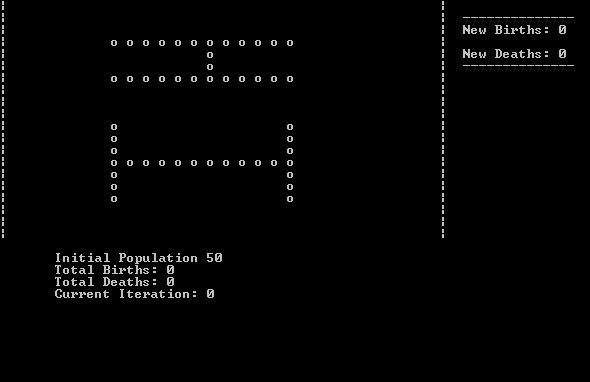 --------------
New Births: 0
New Deaths: 0
--------------
o o o o o o o o o o o o
o
o
o o o o o o o o o o o o
o o
o o
o o
o o o o o o o o o o o o
o o
o o
o o
Initial Population 50
Total Births: 0
Total Deaths: 0
Current Iteration: 0